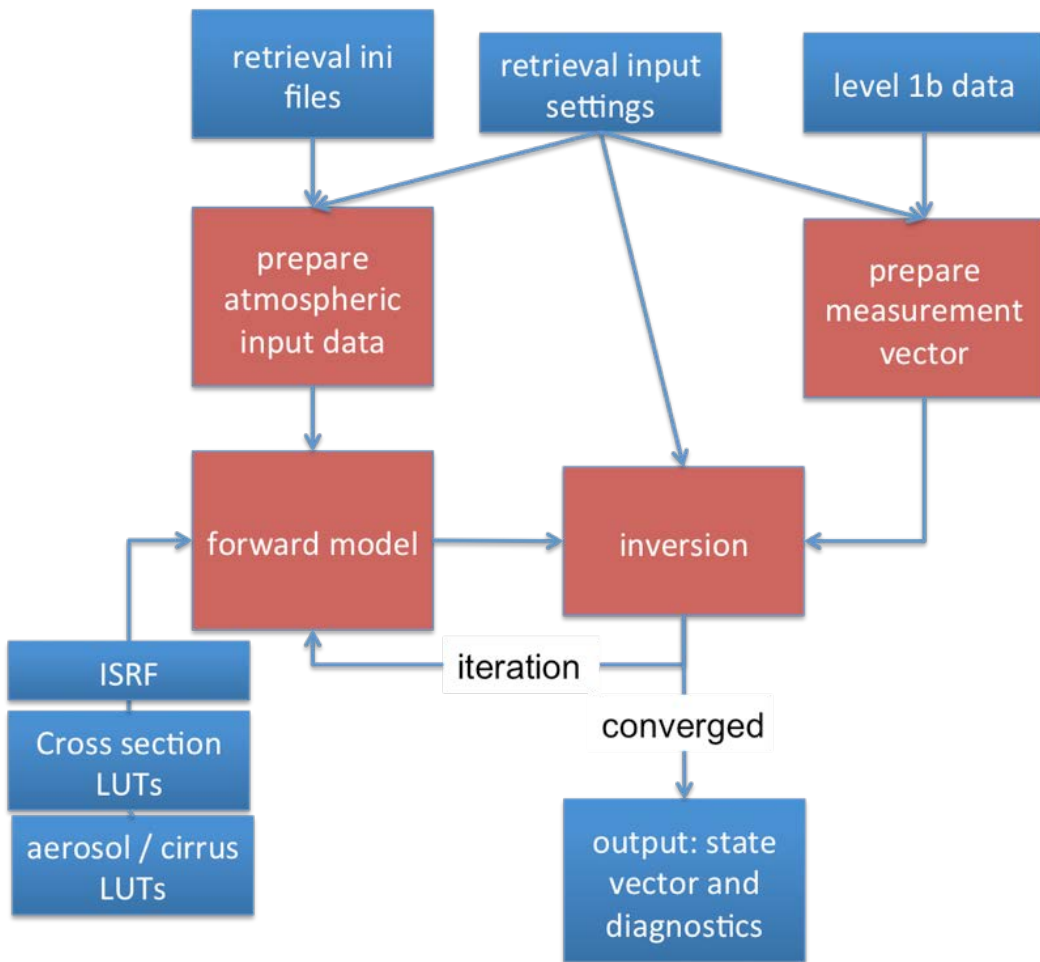 retrieval ini
files
retrieval input
settings
level 1b data
prepare
atmospheric
input data
prepare
measurement
vector
forward model
inversion
ISRF
Cross section
LUTs
aerosol / cirrus
LUTs
iteration
converged
output: state
vector and
diagnostics